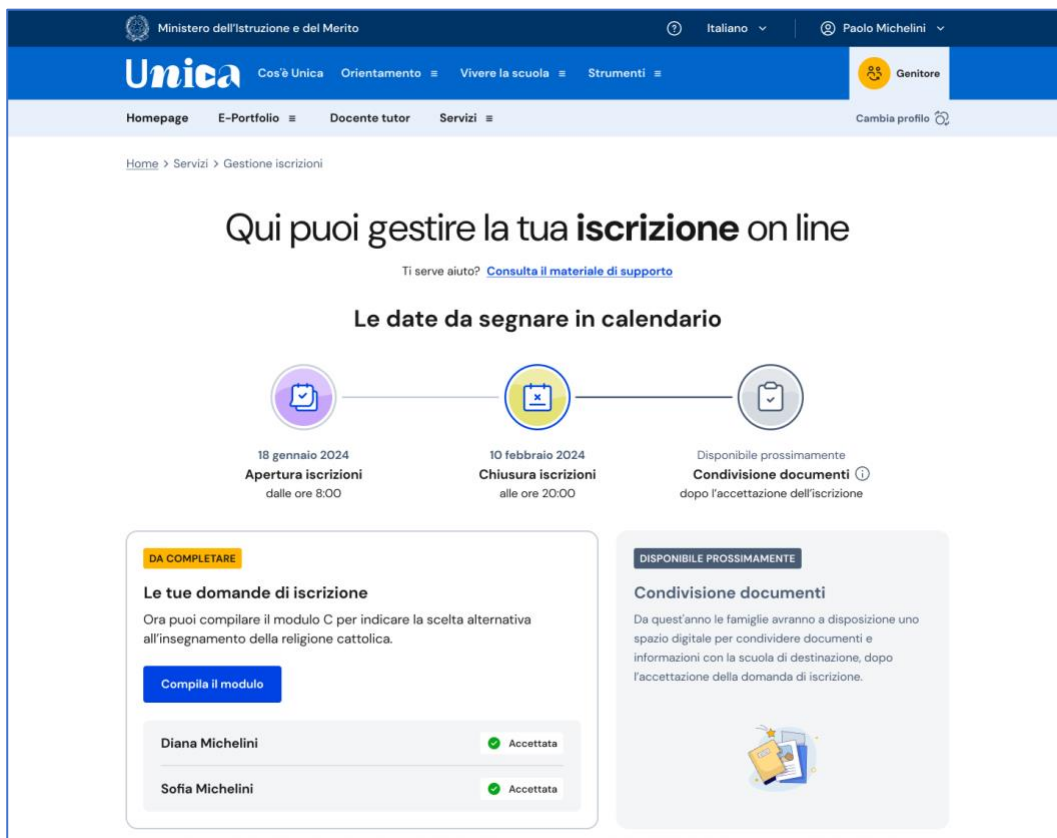 Ministero dell'Istruzione e del Merito
Italiano
Paolo Michelini
Unica
Cos'è Unica
Orientamento
Vivere la scuola
Strumenti
Genitore
Homepage
E-Portfolio
Docente tutor
Servizi
Cambia profilo
Home > Servizi > Gestione iscrizioni
Qui puoi gestire la tua iscrizione on line
Ti serve aiuto? Consulta il materiale di supporto
Le date da segnare in calendario
18 gennaio 2024
Apertura iscrizioni
dalle ore 8:00
10 febbraio 2024
Chiusura iscrizioni
alle ore 20:00
Disponibile prossimamente
Condivisione documenti
dopo l'accettazione dell'iscrizione
DA COMPLETARE
Le tue domande di iscrizione
Ora puoi compilare il modulo C per indicare la scelta alternativa
all'insegnamento della religione cattolica.
Compila il modulo
Diana Michelini
Accettata
Sofia Michelini
Accettata
DISPONIBILE PROSSIMAMENTE
Condivisione documenti
Da quest'anno le famiglie avranno a disposizione uno
spazio digitale per condividere documenti e
informazioni con la scuola di destinazione, dopo
l'accettazione della domanda di iscrizione.